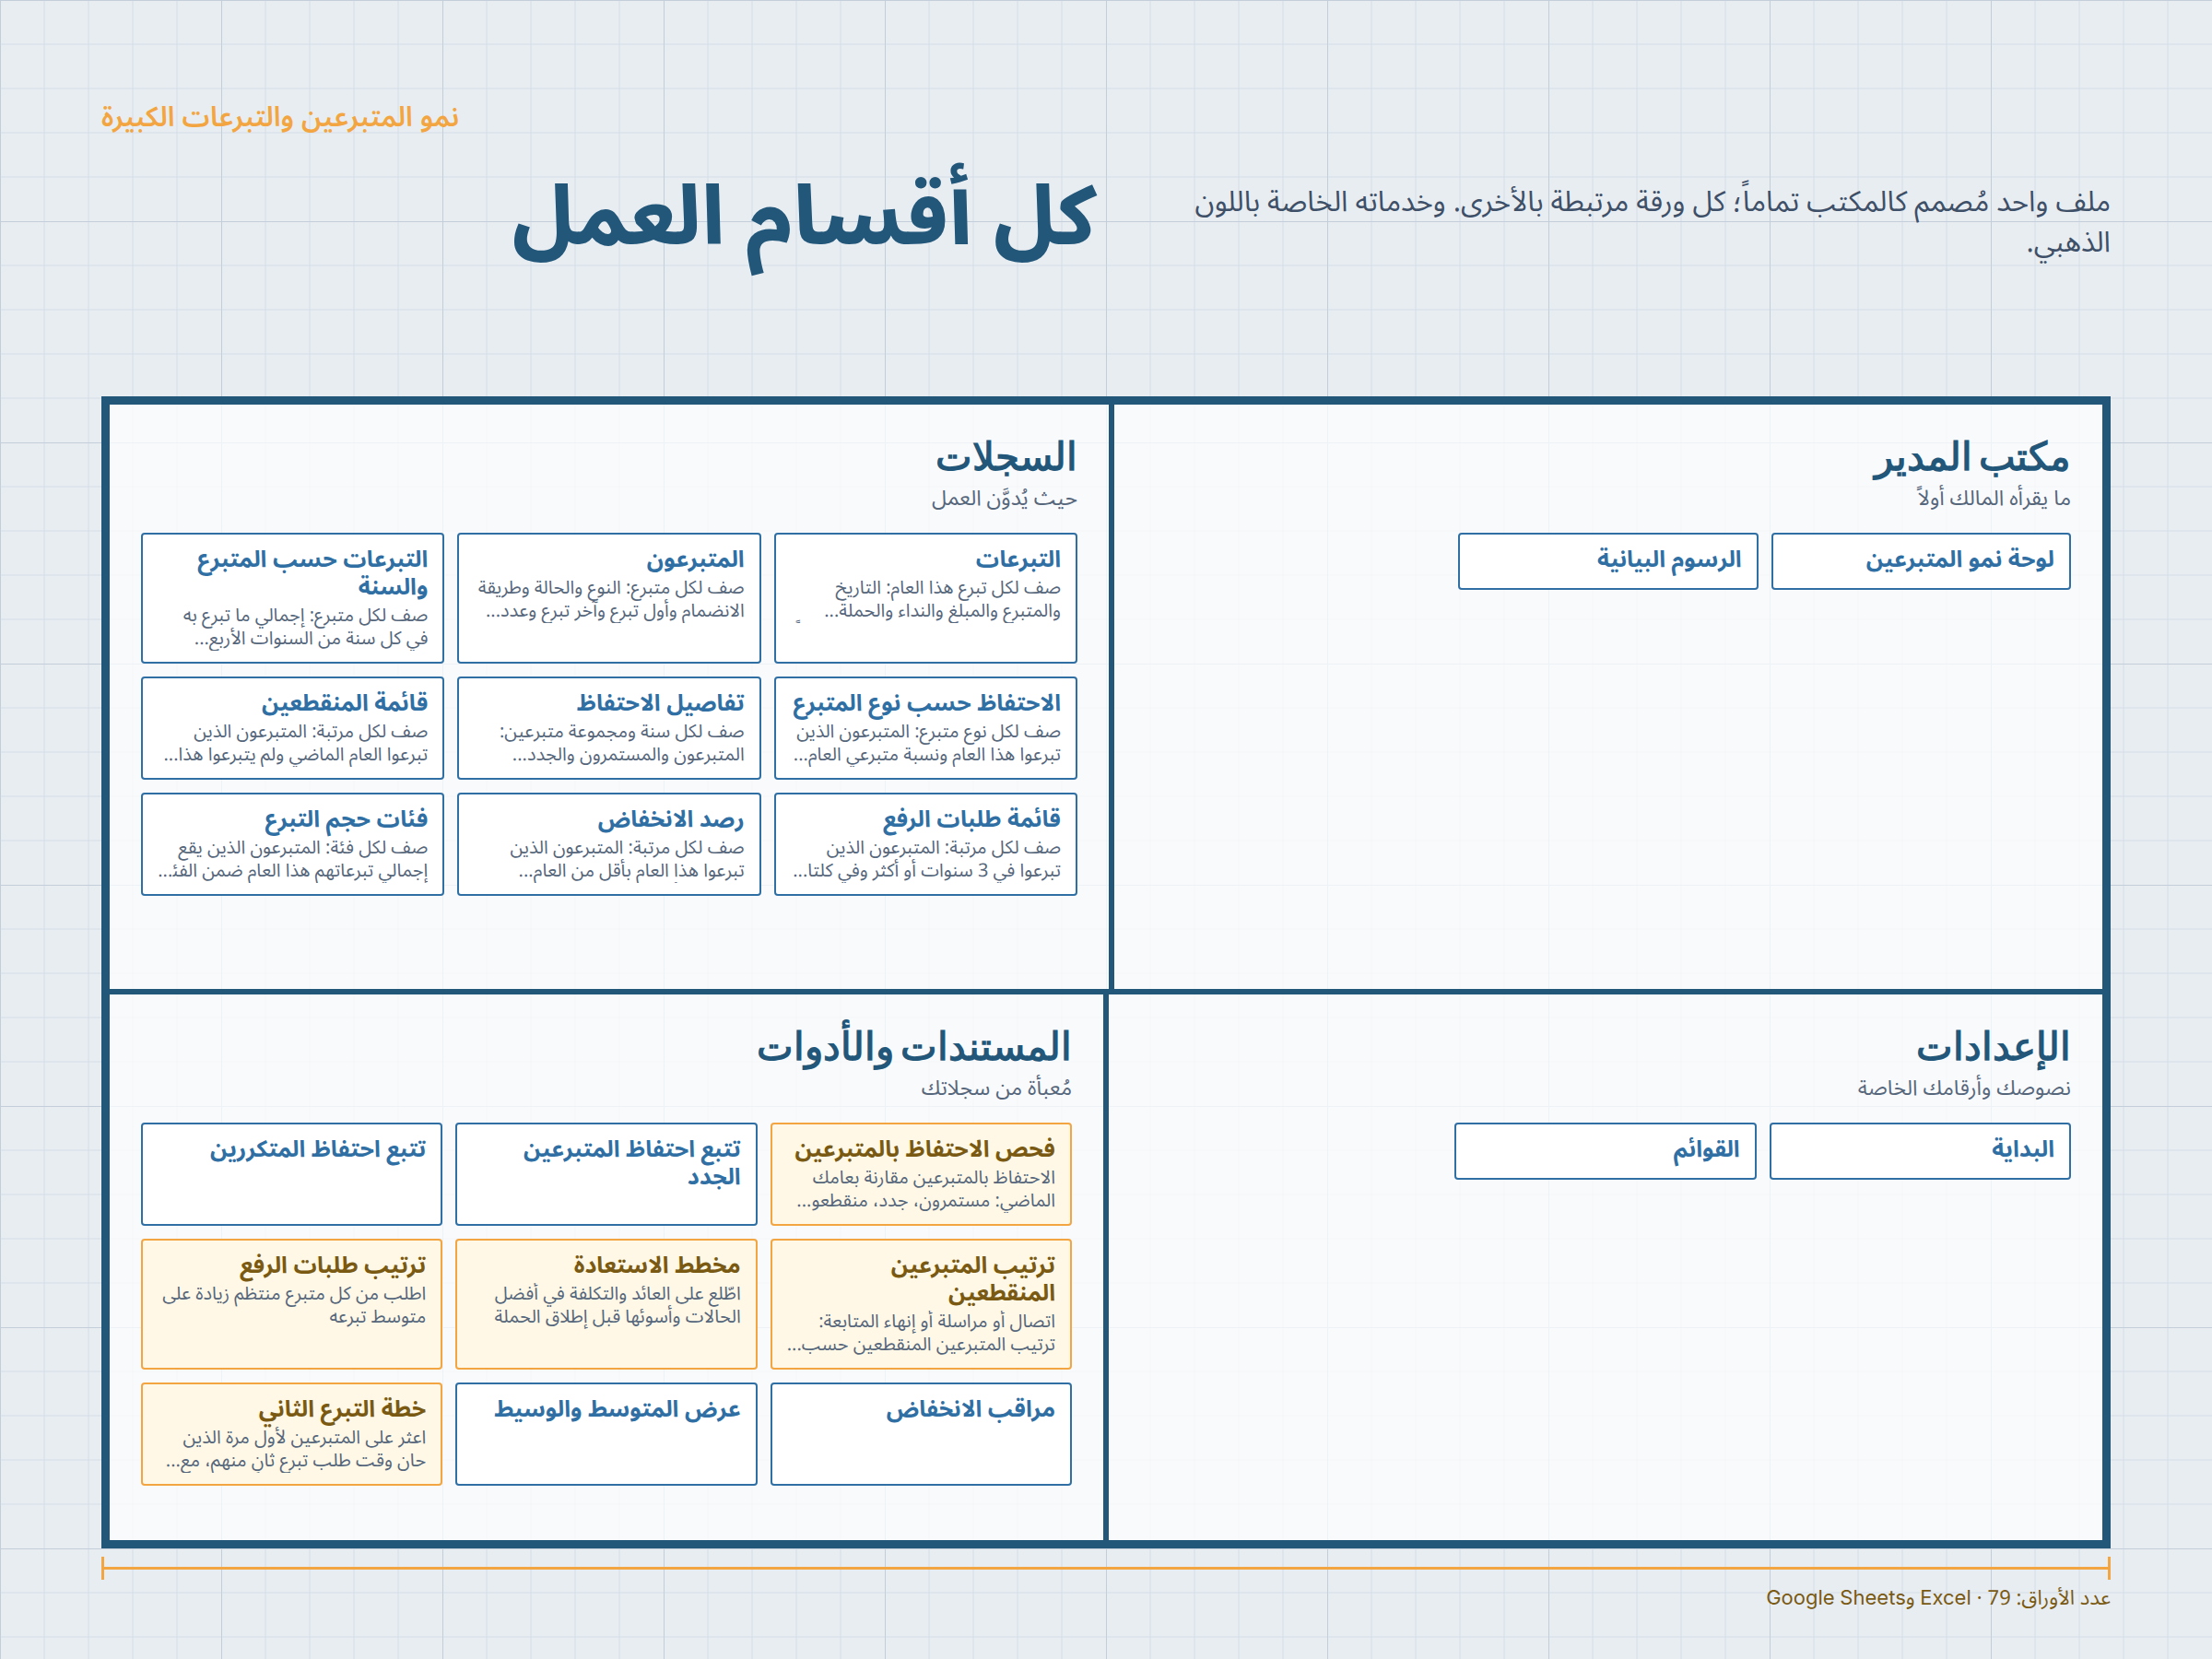 نمو المتبرعين والتبرعات الكبيرة
كل أقسام العمل
ملف واحد مُصمم كالمكتب تماماً؛ كل ورقة مرتبطة بالأخرى. وخدماته الخاصة باللون
الذهبي.
مكتب المدير
ما يقرأه المالك أولاً
لوحة نمو المتبرعين
الرسوم البيانية
السجلات
حيث يُدوَّن العمل
التبرعات
صف لكل تبرع هذا العام: التاريخ
والمتبرع والمبلغ والنداء والحملة...
المتبرعون
صف لكل متبرع: النوع والحالة وطريقة
الانضمام وأول تبرع وآخر تبرع وعدد...
التبرعات حسب المتبرع
والسنة
صف لكل متبرع: إجمالي ما تبرع به
في كل سنة من السنوات الأربع...
الاحتفاظ حسب نوع المتبرع
صف لكل نوع متبرع: المتبرعون الذين
تبرعوا هذا العام ونسبة متبرعي العام...
تفاصيل الاحتفاظ
صف لكل سنة ومجموعة متبرعين:
المتبرعون والمستمرون والجدد...
قائمة المنقطعين
صف لكل مرتبة: المتبرعون الذين
تبرعوا العام الماضي ولم يتبرعوا هذا...
قائمة طلبات الرفع
صف لكل مرتبة: المتبرعون الذين
تبرعوا في 3 سنوات أو أكثر وفي كلتا...
رصد الانخفاض
صف لكل مرتبة: المتبرعون الذين
تبرعوا هذا العام بأقل من العام...
فئات حجم التبرع
صف لكل فئة: المتبرعون الذين يقع
إجمالي تبرعاتهم هذا العام ضمن الفئ...
الإعدادات
نصوصك وأرقامك الخاصة
البداية
القوائم
المستندات والأدوات
مُعبأة من سجلاتك
فحص الاحتفاظ بالمتبرعين
الاحتفاظ بالمتبرعين مقارنة بعامك
الماضي: مستمرون، جدد، منقطعو...
تتبع احتفاظ المتبرعين
الجدد
تتبع احتفاظ المتكررين
ترتيب المتبرعين
المنقطعين
اتصال أو مراسلة أو إنهاء المتابعة:
ترتيب المتبرعين المنقطعين حسب...
مخطط الاستعادة
اطّلع على العائد والتكلفة في أفضل
الحالات وأسوئها قبل إطلاق الحملة
ترتيب طلبات الرفع
اطلب من كل متبرع منتظم زيادة على
متوسط تبرعه
مراقب الانخفاض
عرض المتوسط والوسيط
خطة التبرع الثاني
اعثر على المتبرعين لأول مرة الذين
حان وقت طلب تبرع ثانٍ منهم، مع...
عدد الأوراق: 79 · Excel وGoogle Sheets